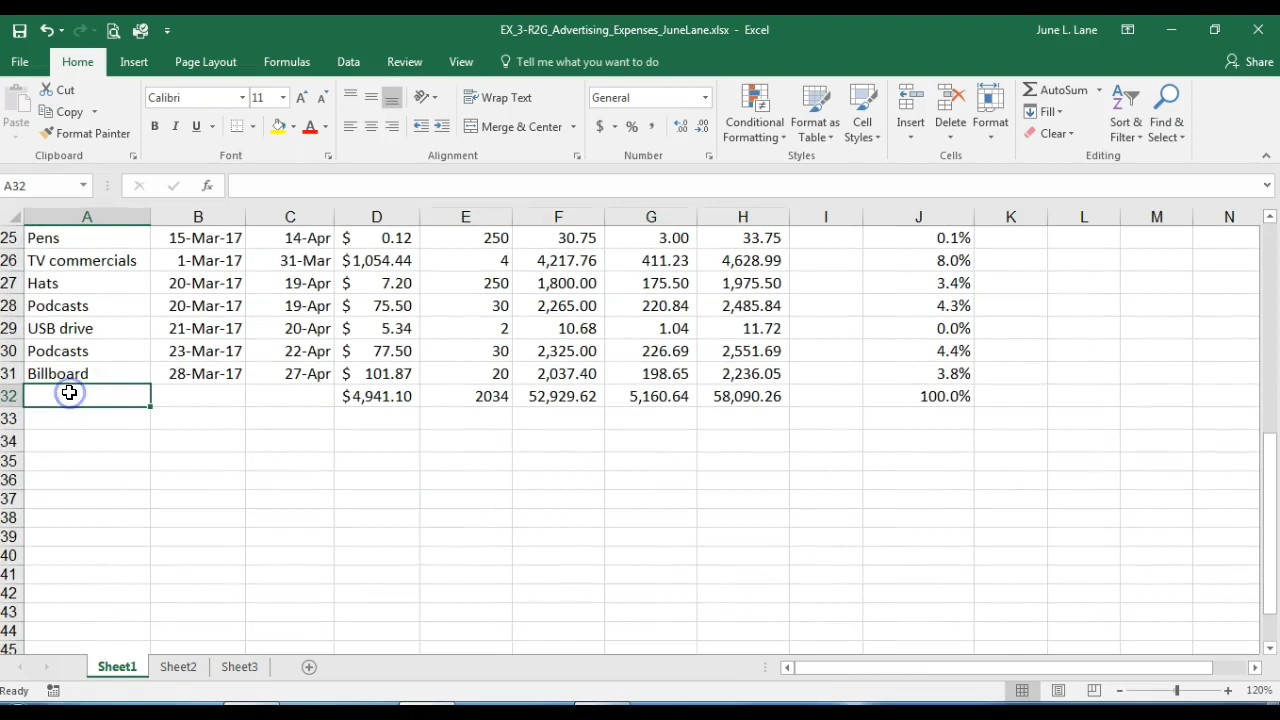 EX_3-R2G_Advertising_Expenses_JuneLane.xlsx - Excel June L. Lane
File Home Insert Page Layout Formulas Data Review View Tell me what you want to do Share
Paste Cut Copy Format Painter Clipboard
Calibri 11 A A B I U A Font
Wrap Text Merge & Center Alignment
General $ % , .00 Number
Conditional Formatting Format as Table Cell Styles Styles
Insert Delete Format Cells
AutoSum Fill Clear Sort & Filter Find & Select Editing
A32 fx
A B C D E F G H I J K L M N
25 Pens 15-Mar-17 14-Apr $ 0.12 250 30.75 3.00 33.75 0.1%
26 TV commercials 1-Mar-17 31-Mar $1,054.44 4 4,217.76 411.23 4,628.99 8.0%
27 Hats 20-Mar-17 19-Apr $ 7.20 250 1,800.00 175.50 1,975.50 3.4%
28 Podcasts 20-Mar-17 19-Apr $ 75.50 30 2,265.00 220.84 2,485.84 4.3%
29 USB drive 21-Mar-17 20-Apr $ 5.34 2 10.68 1.04 11.72 0.0%
30 Podcasts 23-Mar-17 22-Apr $ 77.50 30 2,325.00 226.69 2,551.69 4.4%
31 Billboard 28-Mar-17 27-Apr $ 101.87 20 2,037.40 198.65 2,236.05 3.8%
32 $4,941.10 2034 52,929.62 5,160.64 58,090.26 100.0%
33
34
35
36
37
38
39
40
41
42
43
44
45
Sheet1 Sheet2 Sheet3
Ready 120%